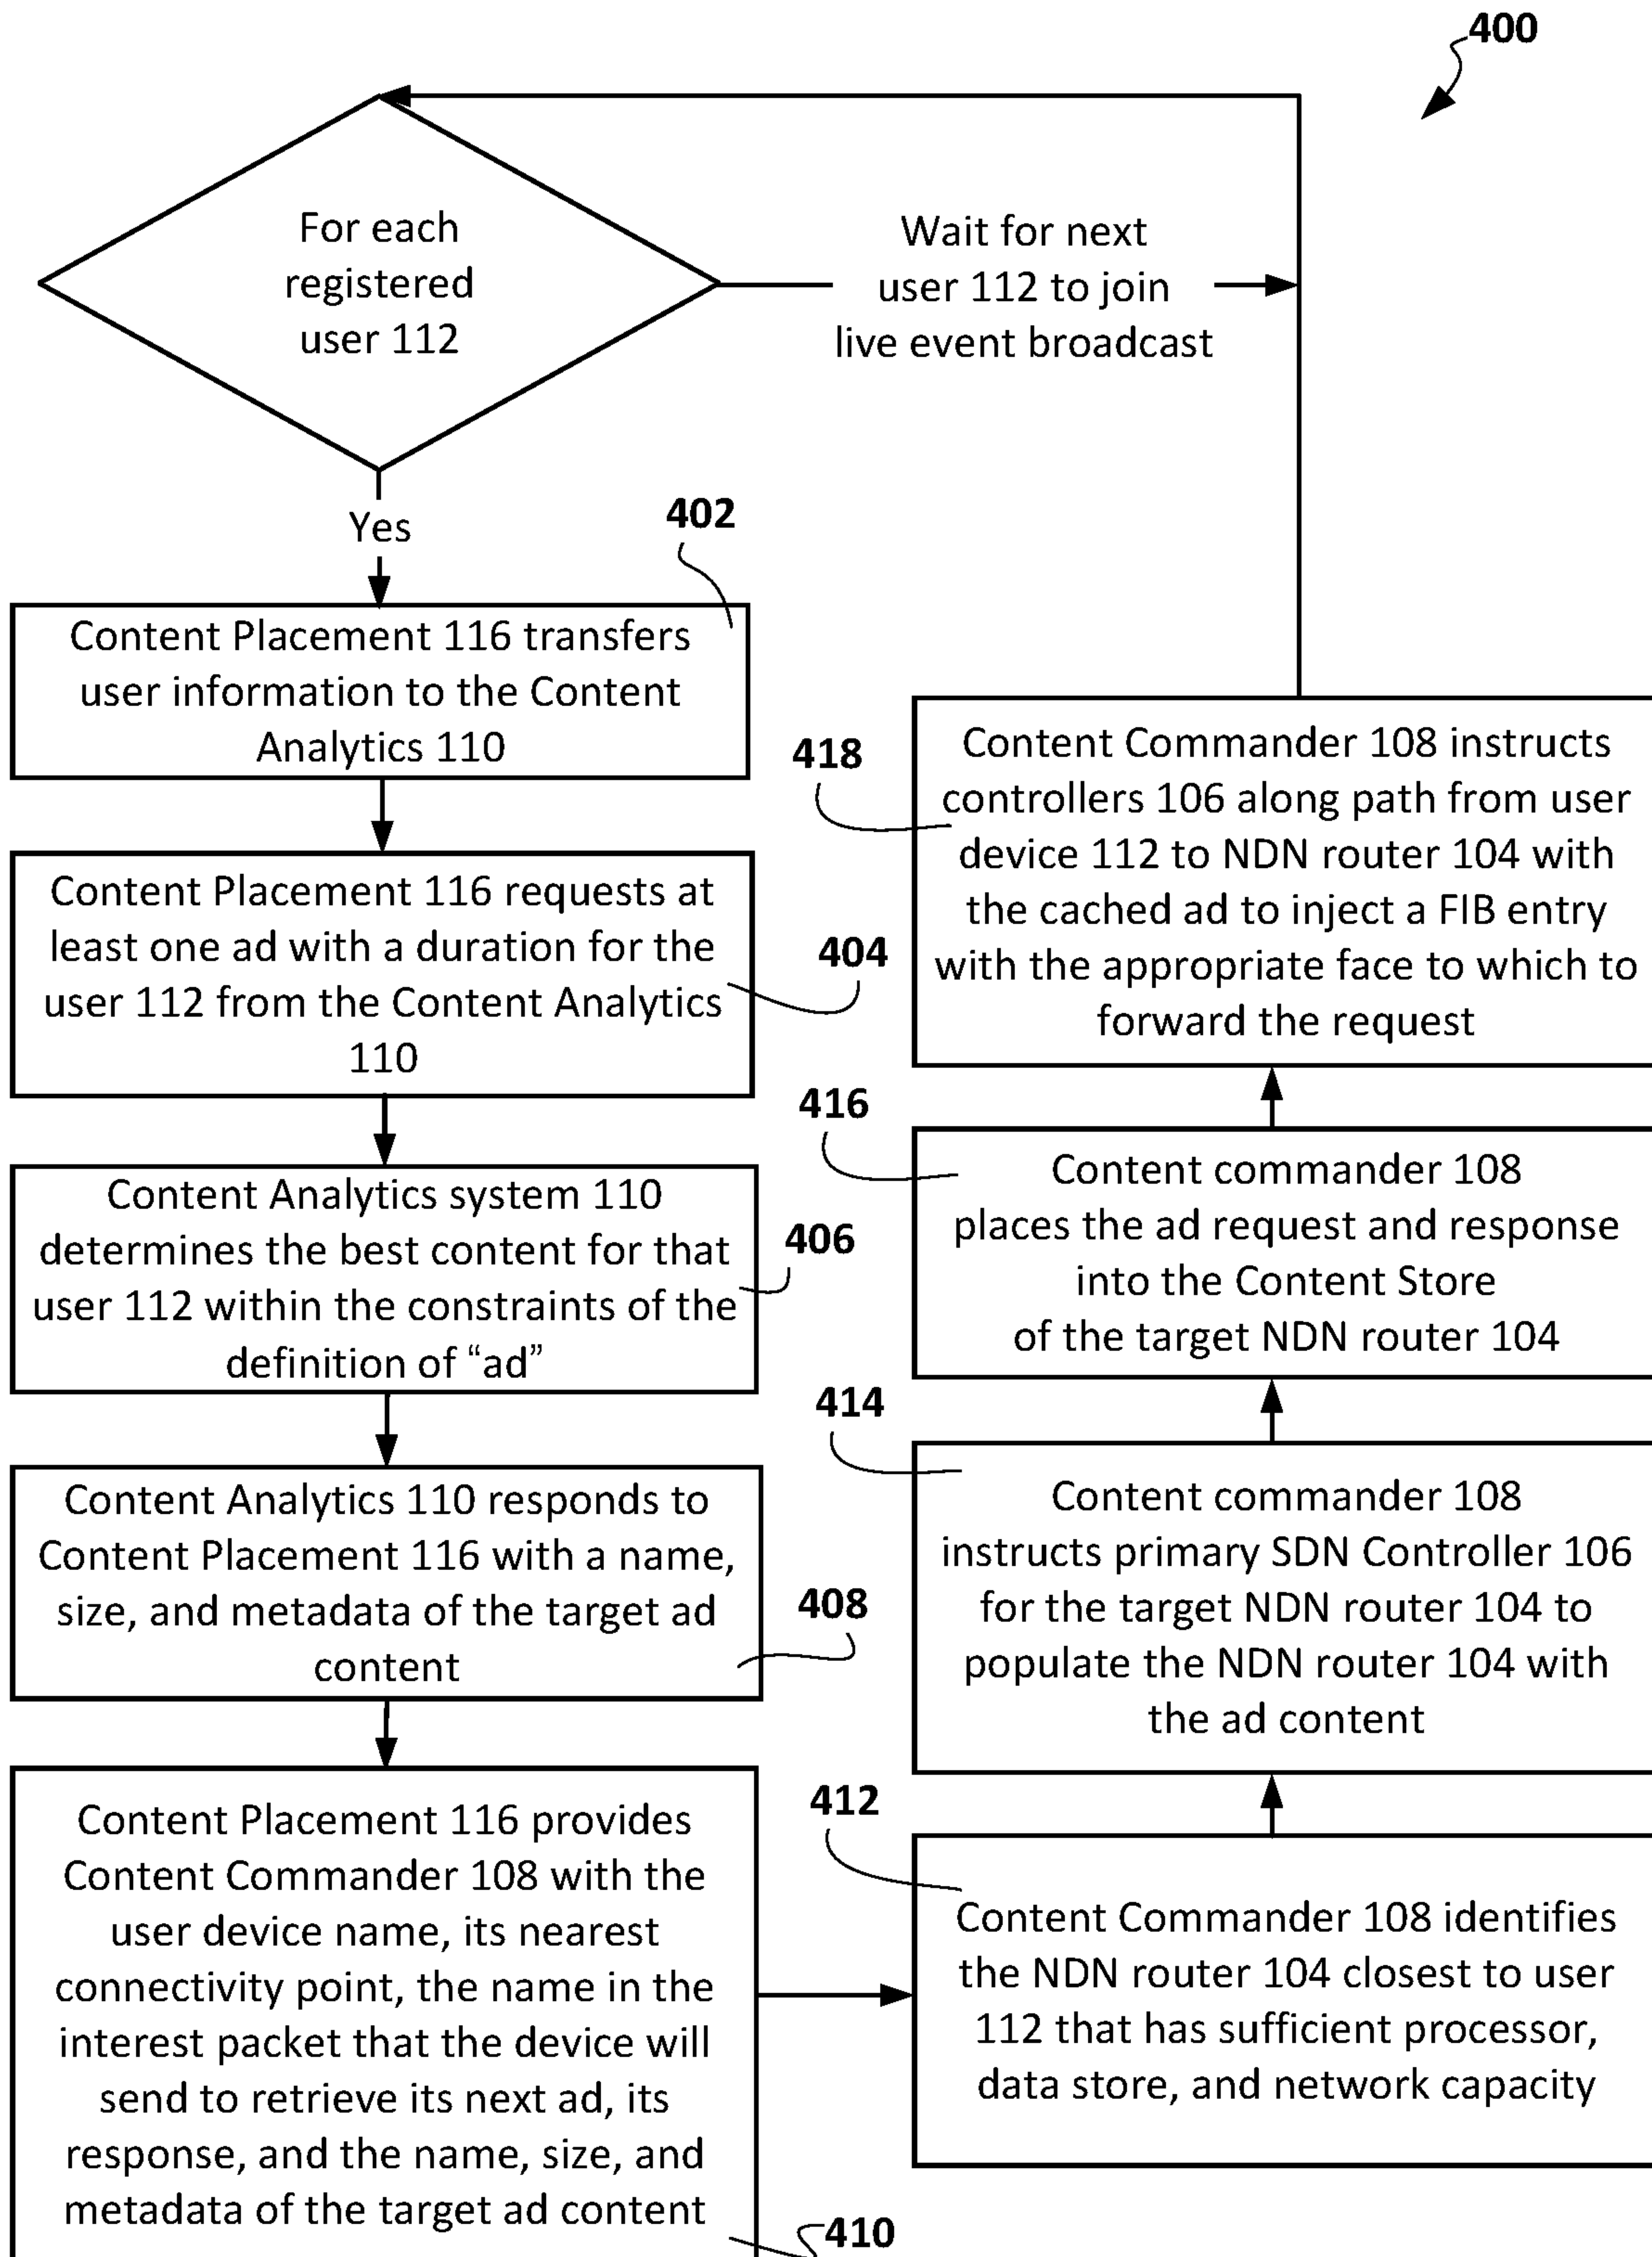 400
For each
registered
user 112
Wait for next
user 112 to join
live event broadcast
Yes
402
Content Placement 116 transfers
user information to the Content
Analytics 110
404
Content Placement 116 requests at
least one ad with a duration for the
user 112 from the Content Analytics
110
406
Content Analytics system 110
determines the best content for that
user 112 within the constraints of the
definition of “ad”
408
Content Analytics 110 responds to
Content Placement 116 with a name,
size, and metadata of the target ad
content
410
Content Placement 116 provides
Content Commander 108 with the
user device name, its nearest
connectivity point, the name in the
interest packet that the device will
send to retrieve its next ad, its
response, and the name, size, and
metadata of the target ad content
412
Content Commander 108 identifies
the NDN router 104 closest to user
112 that has sufficient processor,
data store, and network capacity
414
Content commander 108
instructs primary SDN Controller 106
for the target NDN router 104 to
populate the NDN router 104 with
the ad content
416
Content commander 108
places the ad request and response
into the Content Store
of the target NDN router 104
418
Content Commander 108 instructs
controllers 106 along path from user
device 112 to NDN router 104 with
the cached ad to inject a FIB entry
with the appropriate face to which to
forward the request